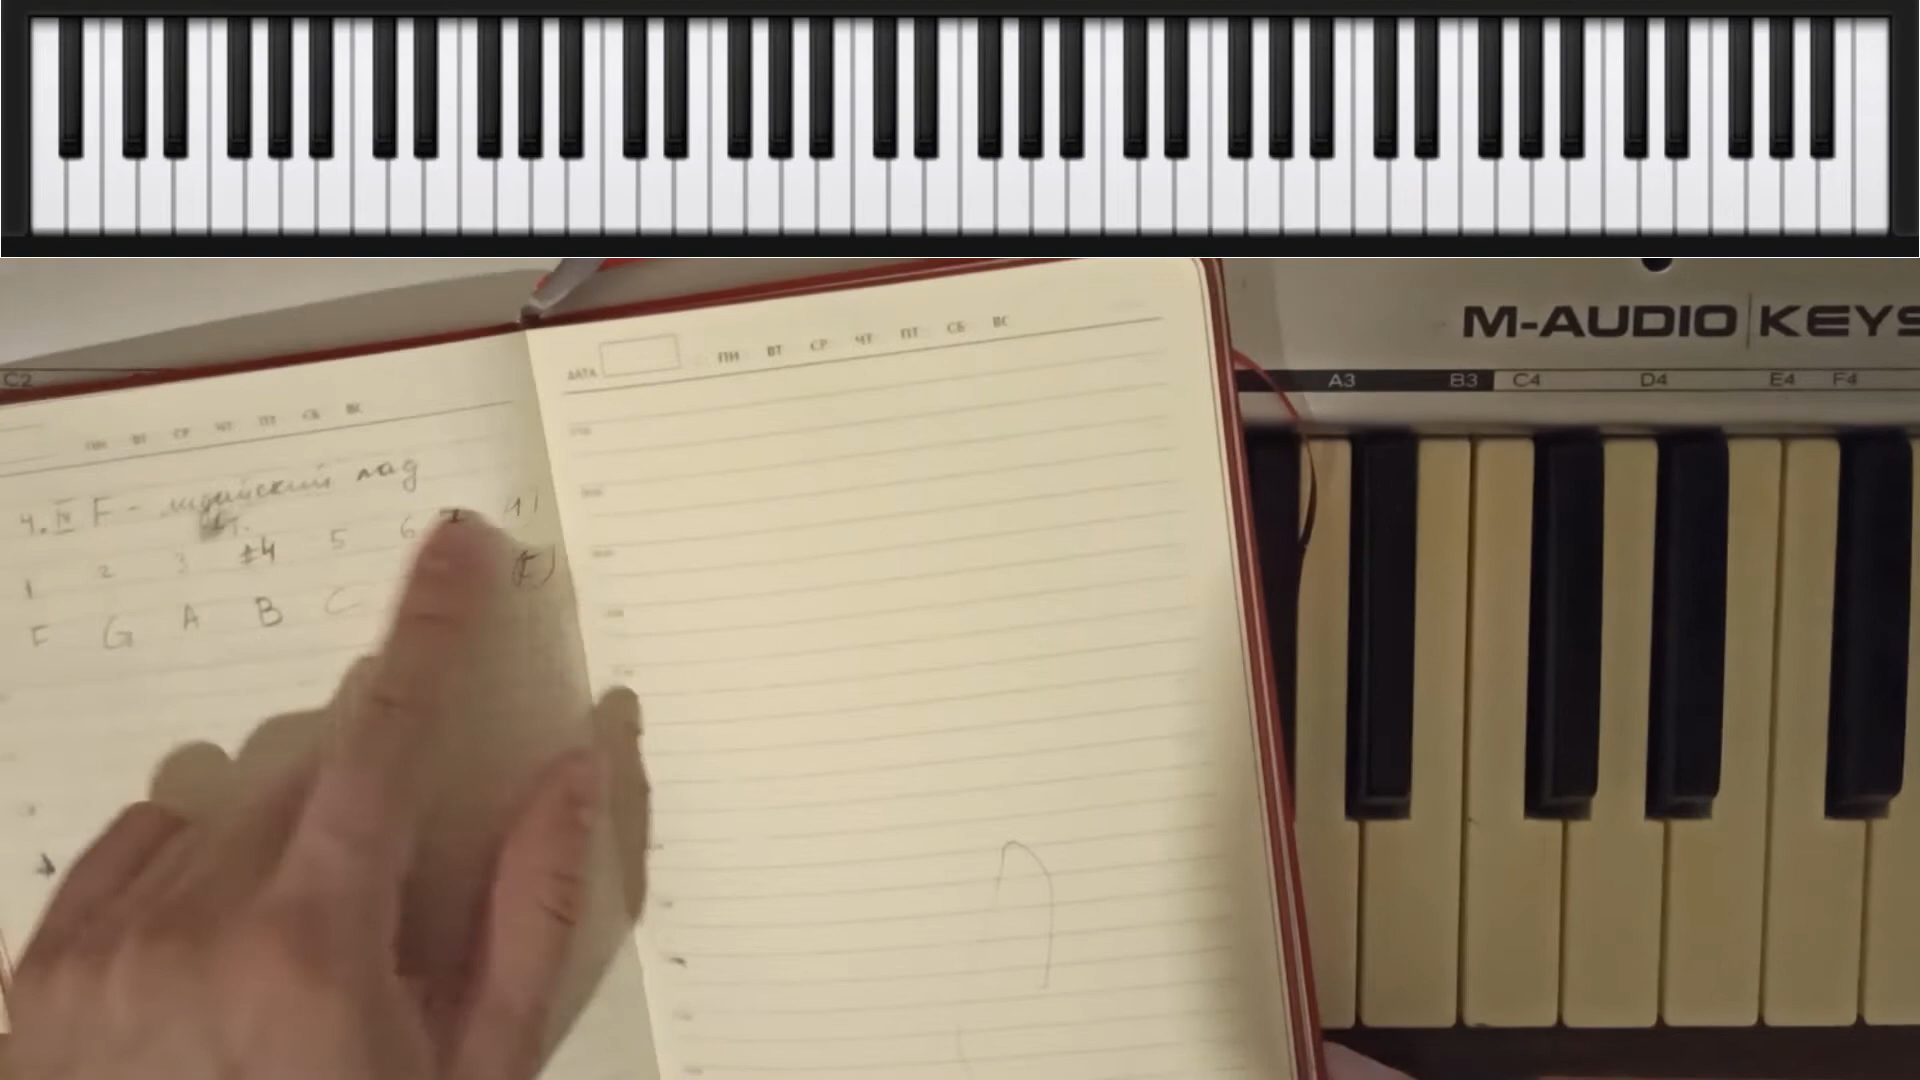 M-AUDIO KEYS
C2
A3 B3 C4 D4 E4 F4
ДАТА ПН ВТ СР ЧТ ПТ СБ ВС
ПН ВТ СР ЧТ ПТ СБ ВС
4. IV F - лидийский лад
1 2 3 #4 5 6 7 (1)
F G A B C (F)